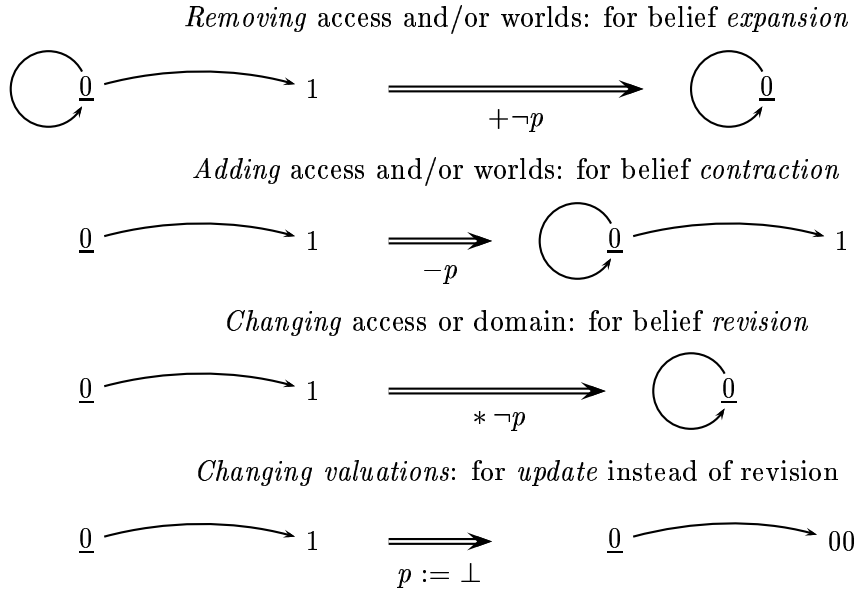 Removing access and/or worlds: for belief expansion
0 1 0
+¬p
Adding access and/or worlds: for belief contraction
0 1 0 1
−p
Changing access or domain: for belief revision
0 1 0
∗ ¬p
Changing valuations: for update instead of revision
0 1 0 00
p := ⊥